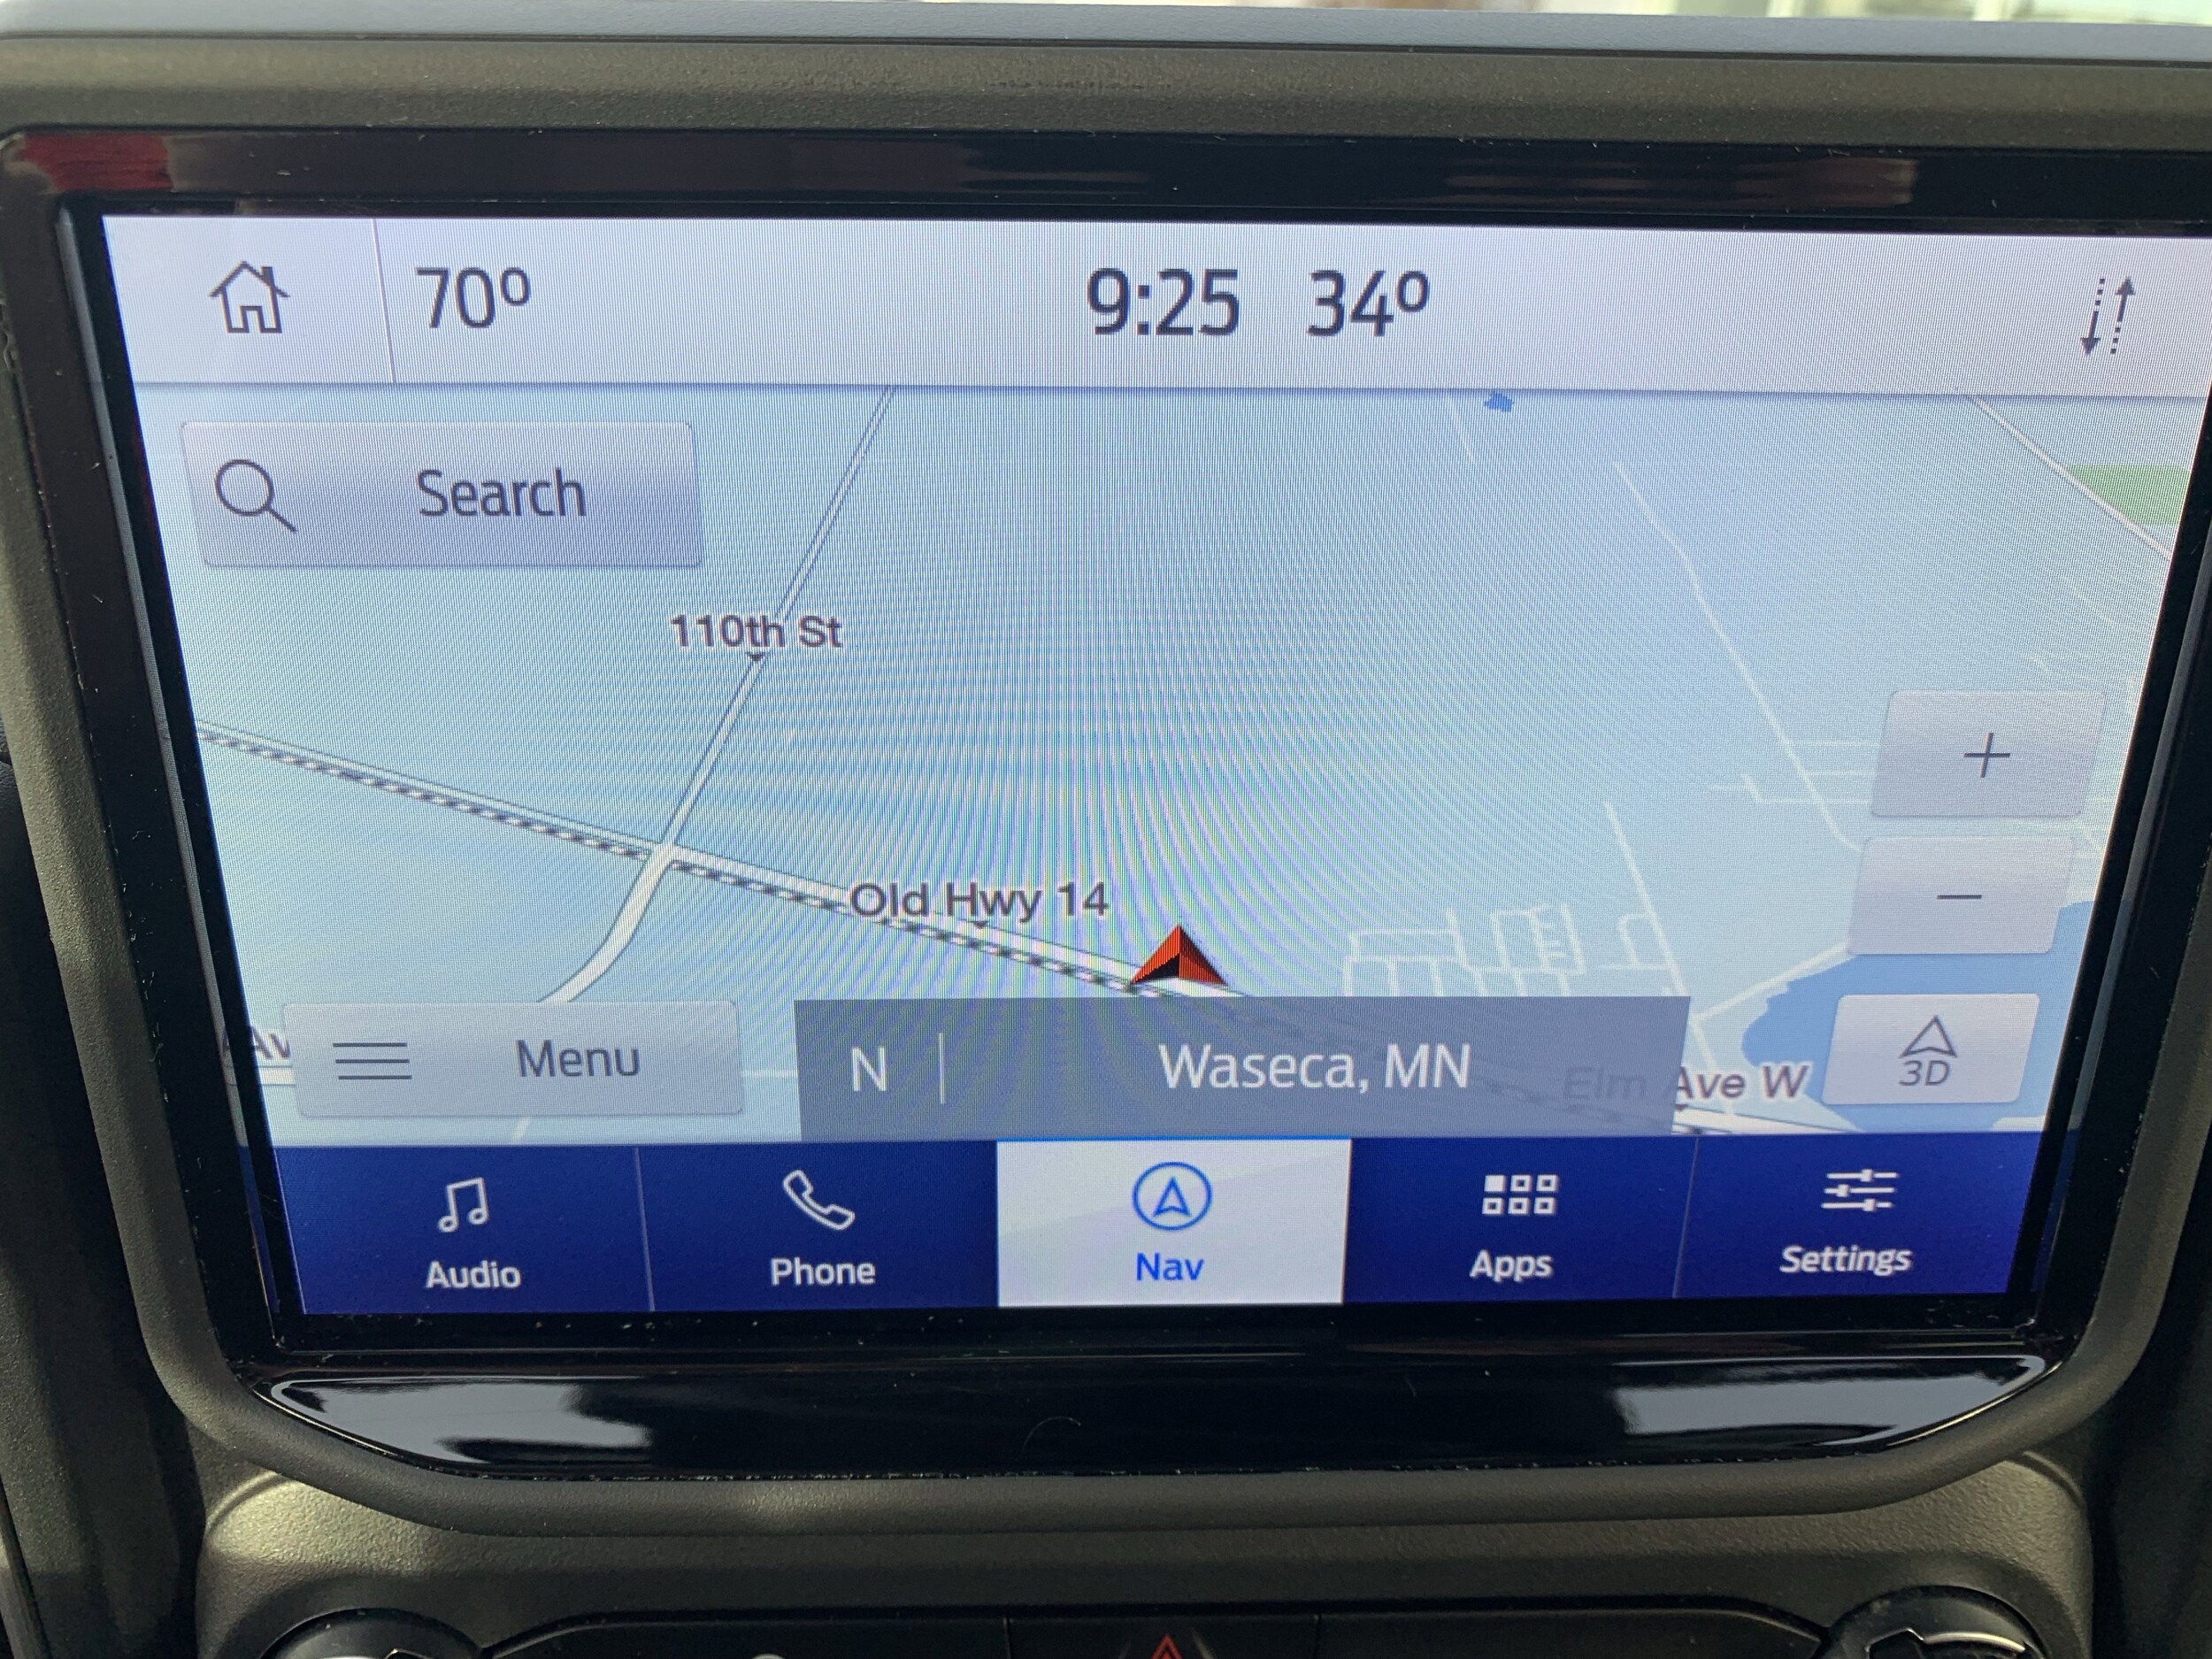 70°
9:25 34°
Search
110th St
Old Hwy 14
Av
Menu
N
Waseca, MN
Elm Ave W
3D
Audio
Phone
Nav
Apps
Settings